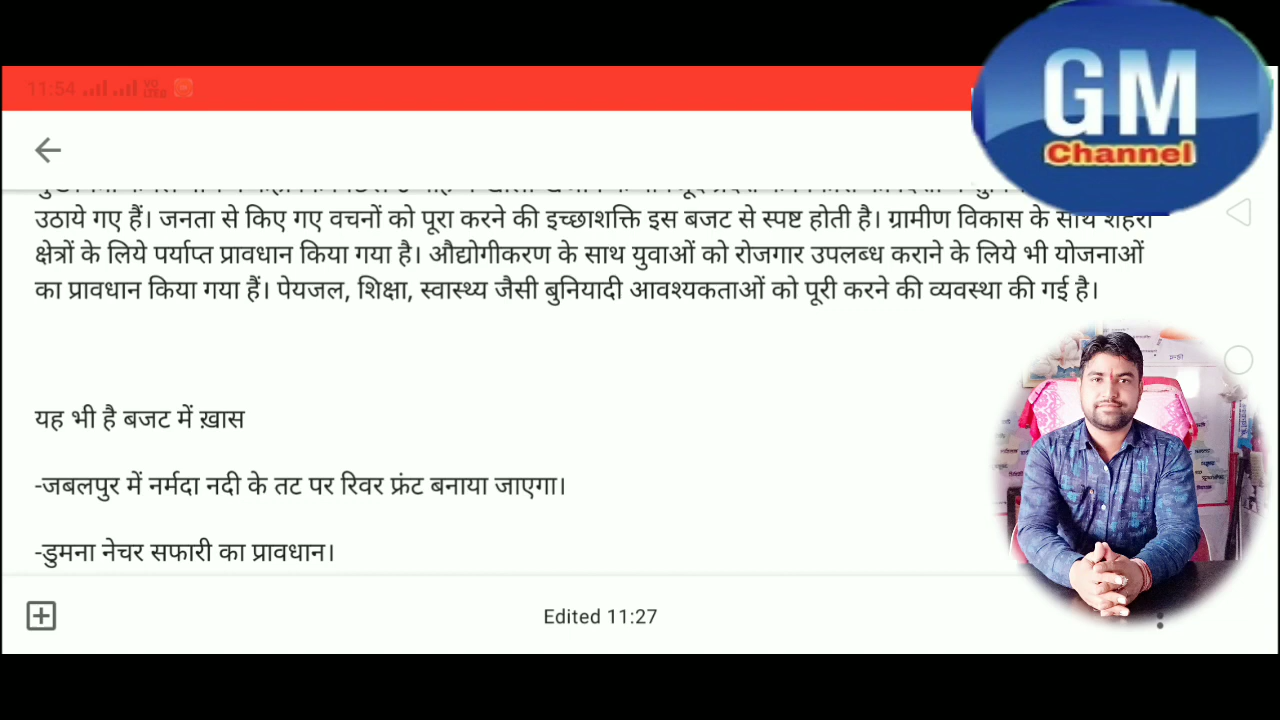 11:54
GM
Channel
उठाये गए हैं। जनता से किए गए वचनों को पूरा करने की इच्छाशक्ति इस बजट से स्पष्ट होती है। ग्रामीण विकास के साथ शहरी
क्षेत्रों के लिये पर्याप्त प्रावधान किया गया है। औद्योगीकरण के साथ युवाओं को रोजगार उपलब्ध कराने के लिये भी योजनाओं
का प्रावधान किया गया हैं। पेयजल, शिक्षा, स्वास्थ्य जैसी बुनियादी आवश्यकताओं को पूरी करने की व्यवस्था की गई है।
यह भी है बजट में ख़ास
-जबलपुर में नर्मदा नदी के तट पर रिवर फ्रंट बनाया जाएगा।
-डुमना नेचर सफारी का प्रावधान।
Edited 11:27